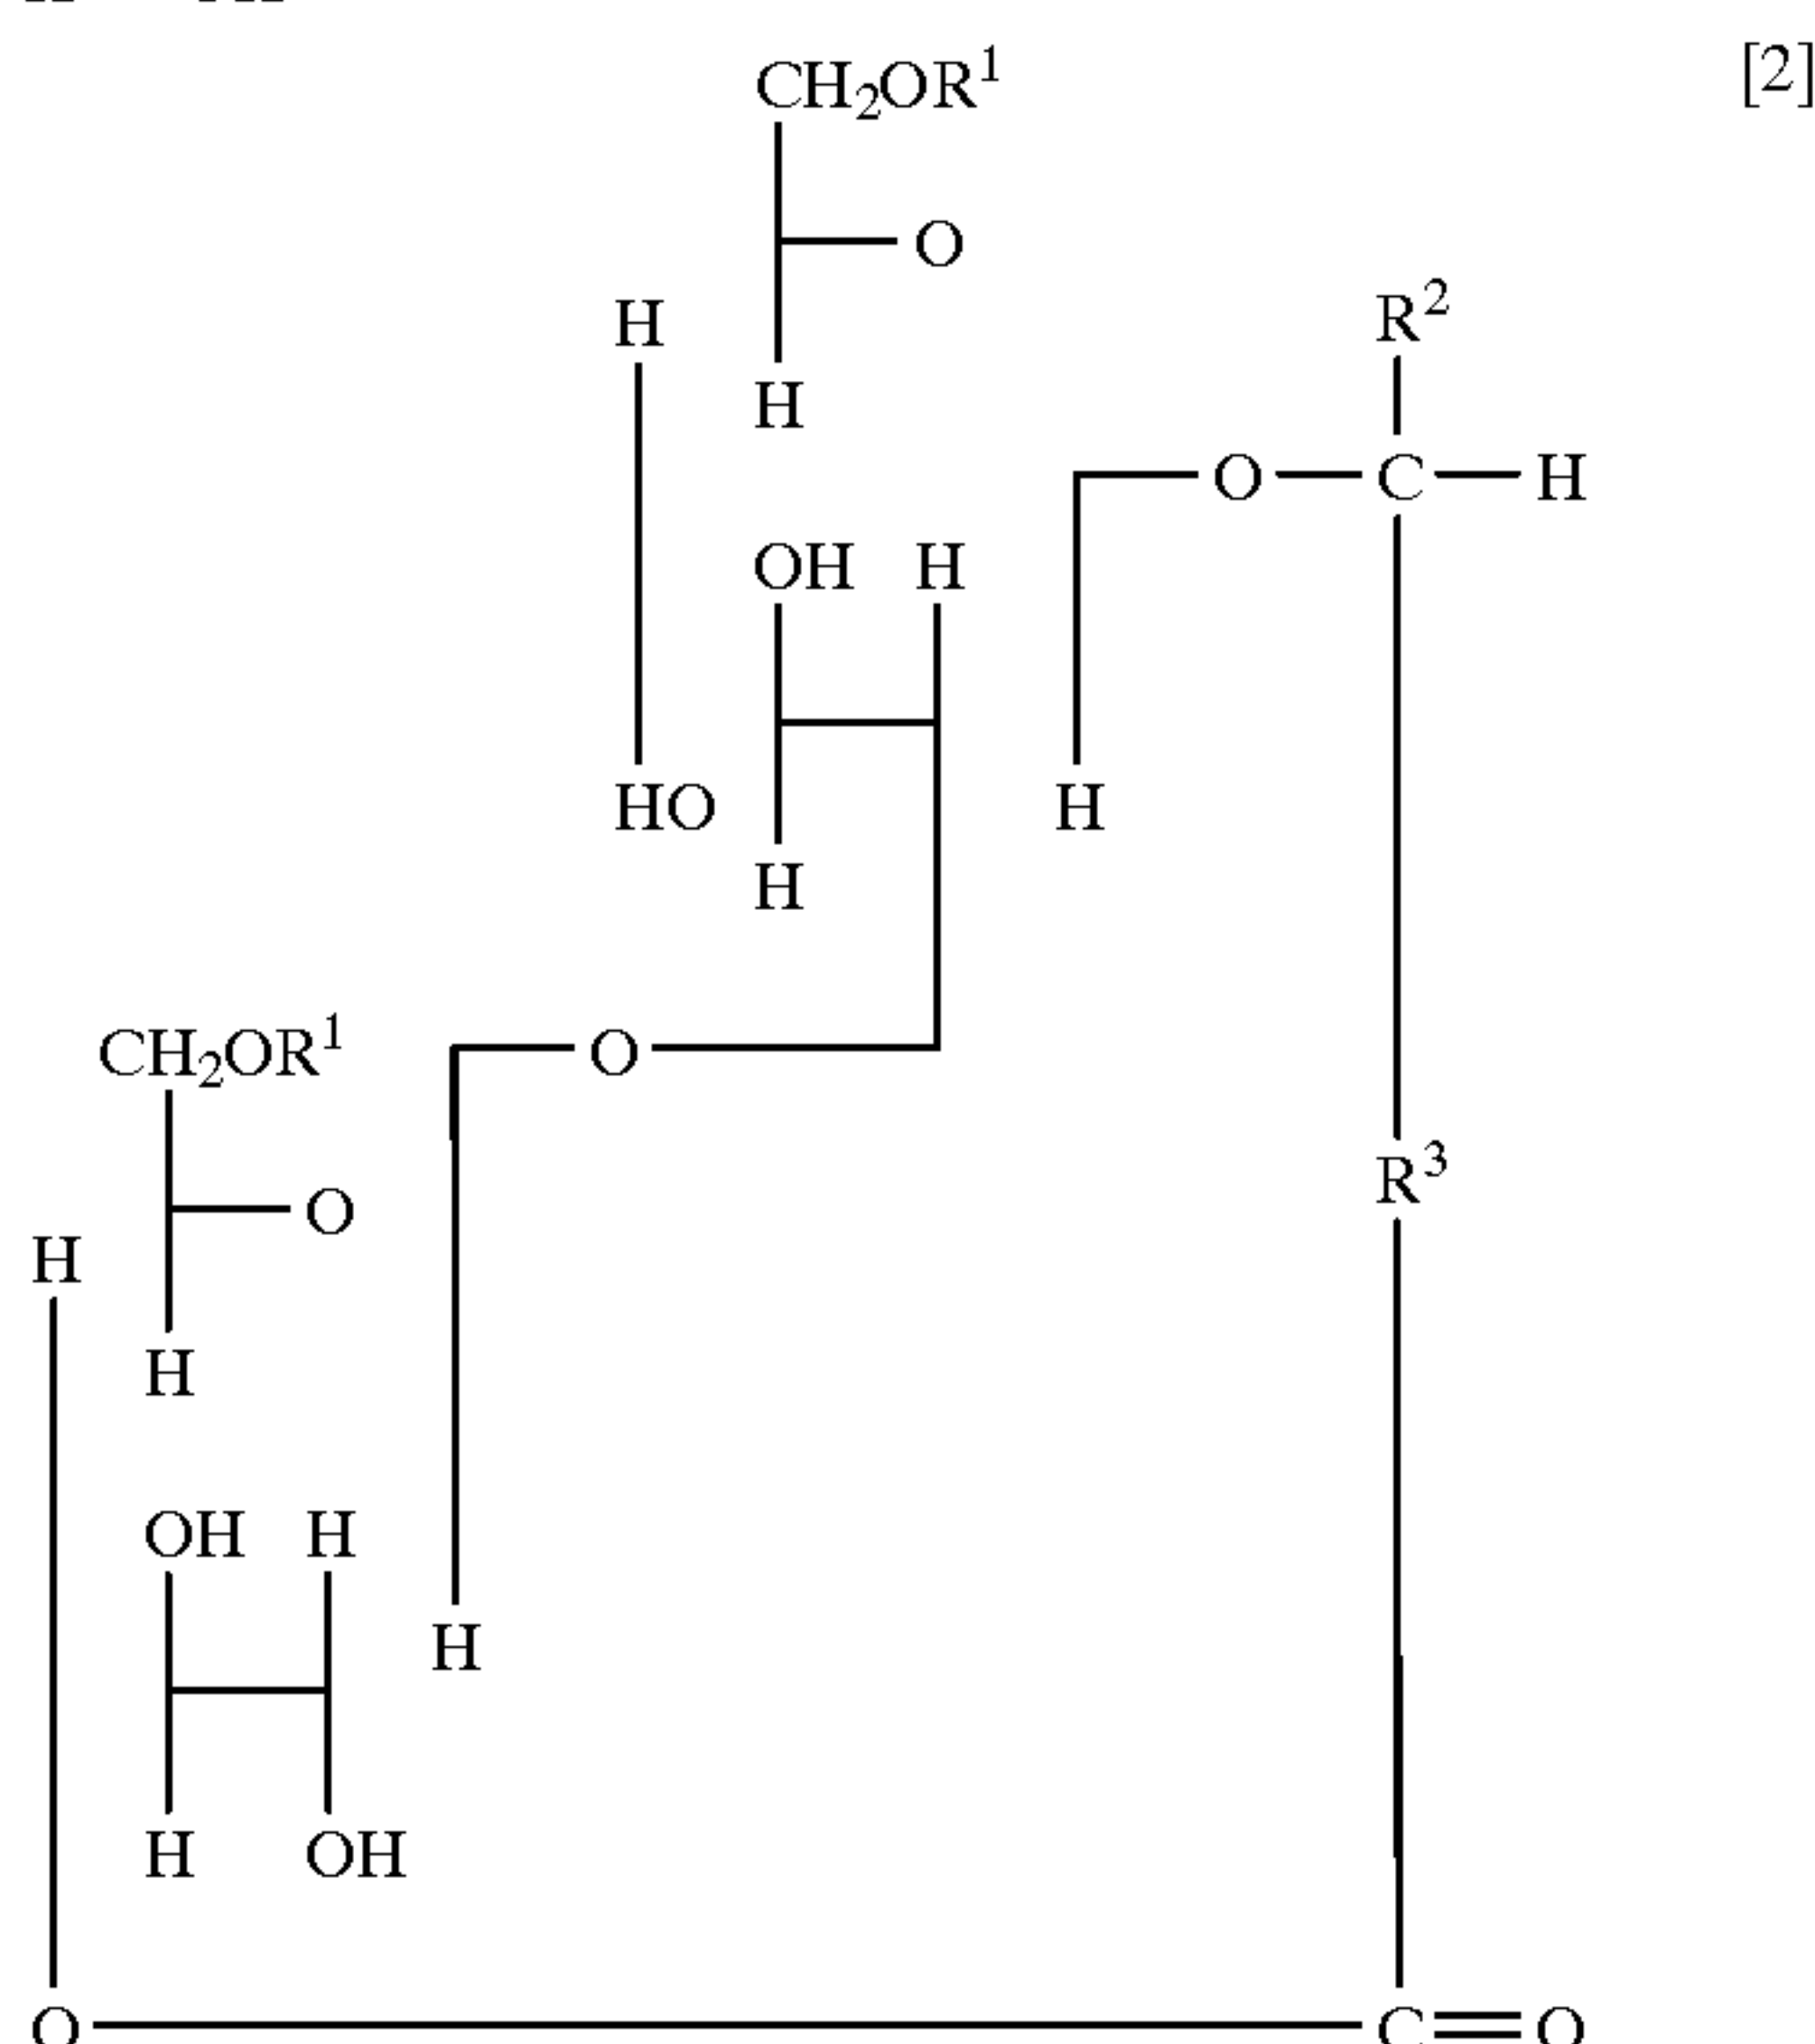 CH2OR1 [2]
O
H R2
H
O C H
OH H
HO H
H
CH2OR1 O
R3
O
H
H
OH H
H
H OH
O C O